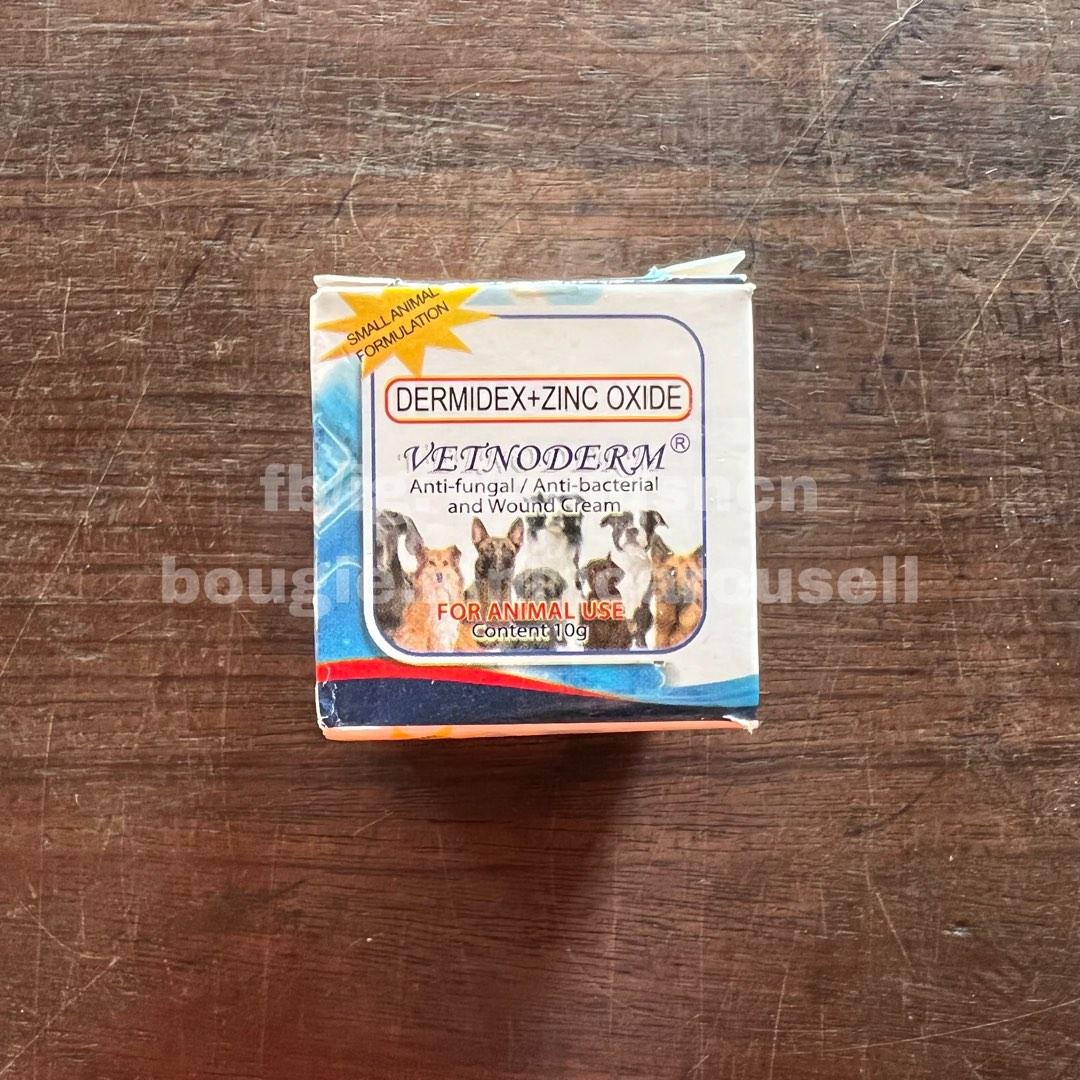 SMALL ANIMAL
FORMULATION
DERMIDEX+ZINC OXIDE
VETNODERM®
Anti-fungal / Anti-bacterial
and Wound Cream
FOR ANIMAL USE
Content 10g